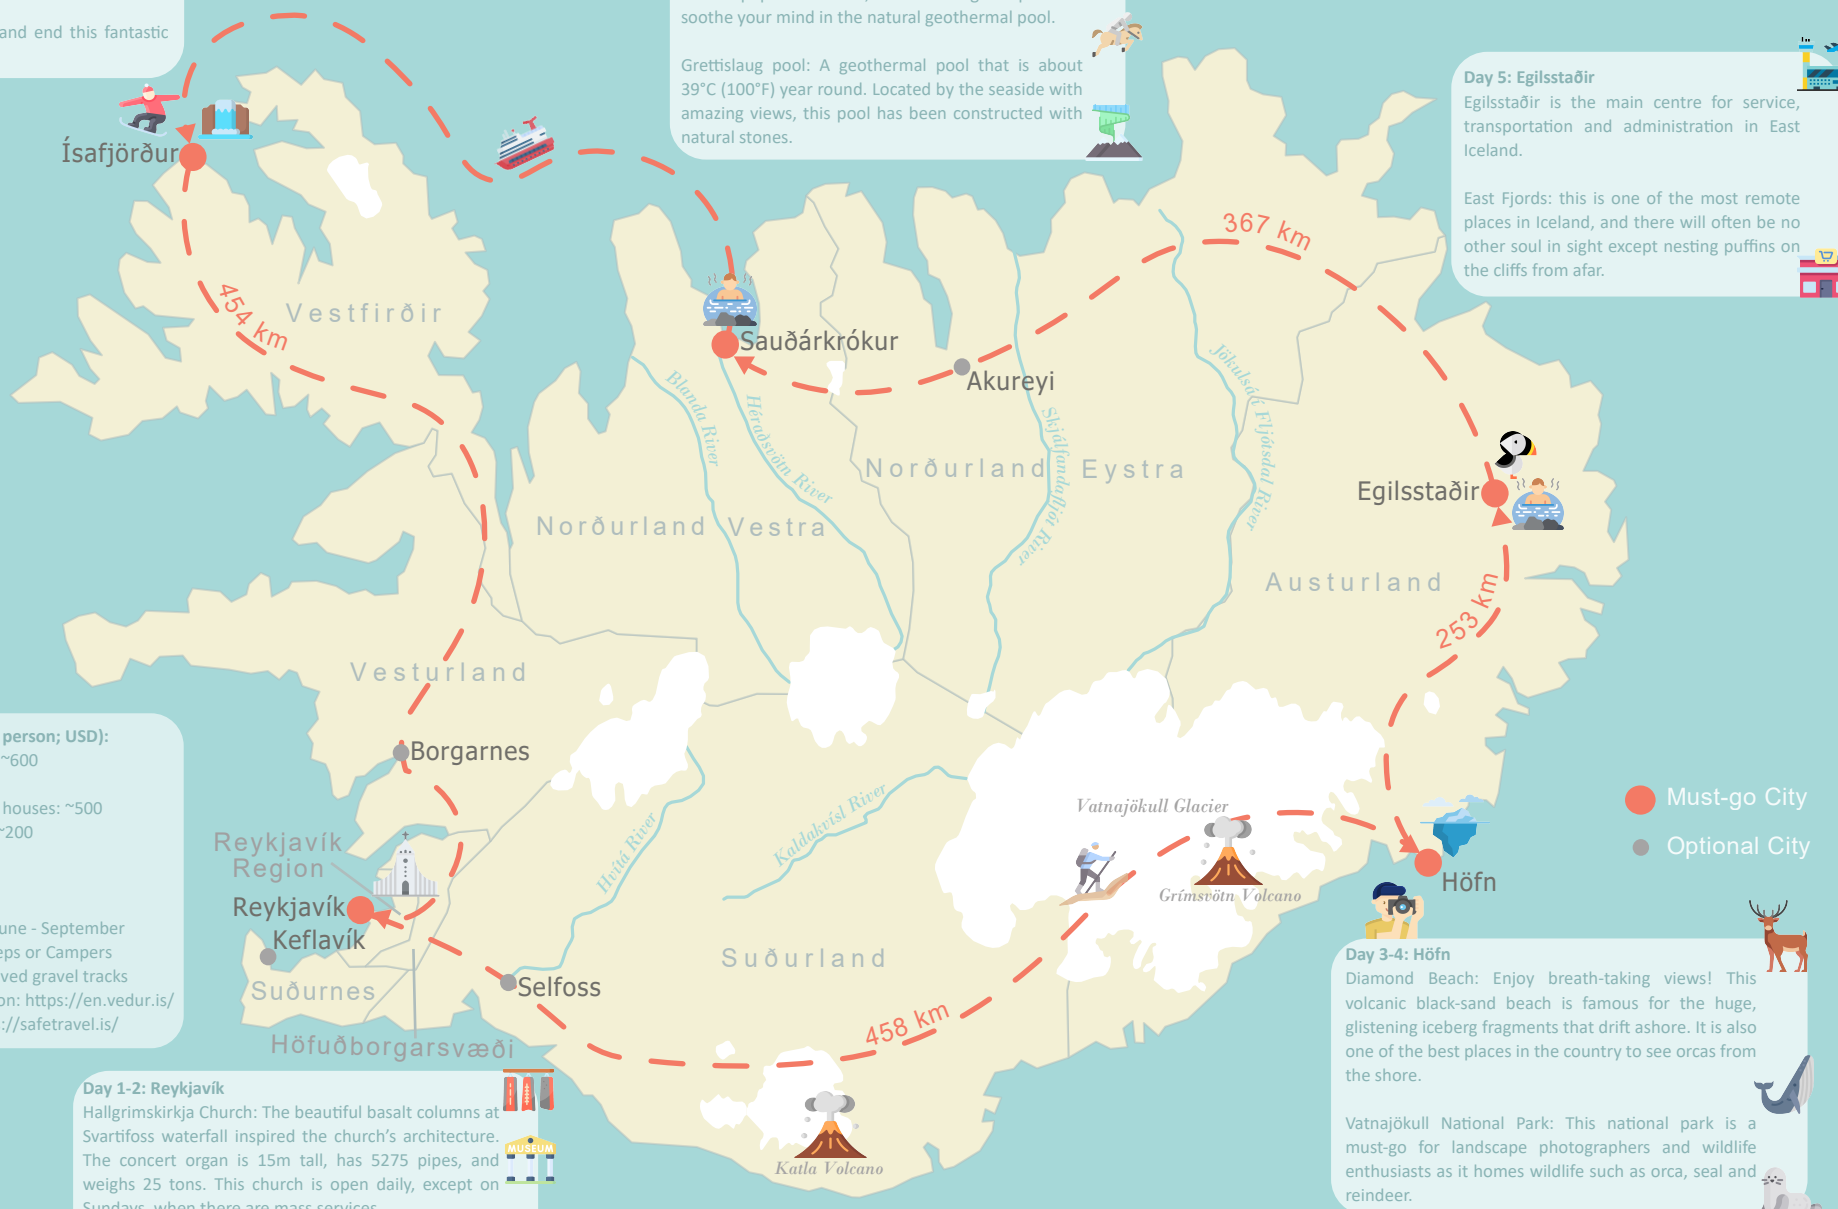 and end this fantastic
soothe your mind in the natural geothermal pool.
Grettislaug pool: A geothermal pool that is about
39°C (100°F) year round. Located by the seaside with
amazing views, this pool has been constructed with
natural stones.
Day 5: Egilsstaðir
Egilsstaðir is the main centre for service,
transportation and administration in East
Iceland.
East Fjords: this is one of the most remote
places in Iceland, and there will often be no
other soul in sight except nesting puffins on
the cliffs from afar.
Ísafjörður
367 km
454 km
Vestfirðir
Sauðárkrókur
Akureyi
Blanda River
Héraðsvötn River
Skjálfandafljót River
Jökulsá í Fljótsdal River
Norðurland Eystra
Norðurland Vestra
Egilsstaðir
Austurland
253 km
Vesturland
Borgarnes
person; USD):
~600
houses: ~500
~200
une - September
eps or Campers
ved gravel tracks
on: https://en.vedur.is/
://safetravel.is/
Reykjavík
Region
Reykjavík
Keflavík
Suðurnes
Höfuðborgarsvæði
Selfoss
Hvítá River
Kaldakvísl River
Suðurland
458 km
Vatnajökull Glacier
Grímsvötn Volcano
Katla Volcano
Höfn
Must-go City
Optional City
Day 3-4: Höfn
Diamond Beach: Enjoy breath-taking views! This
volcanic black-sand beach is famous for the huge,
glistening iceberg fragments that drift ashore. It is also
one of the best places in the country to see orcas from
the shore.
Vatnajökull National Park: This national park is a
must-go for landscape photographers and wildlife
enthusiasts as it homes wildlife such as orca, seal and
reindeer.
Day 1-2: Reykjavík
Hallgrimskirkja Church: The beautiful basalt columns at
Svartifoss waterfall inspired the church's architecture.
The concert organ is 15m tall, has 5275 pipes, and
weighs 25 tons. This church is open daily, except on
Sundays, when there are mass services.
MUSEUM